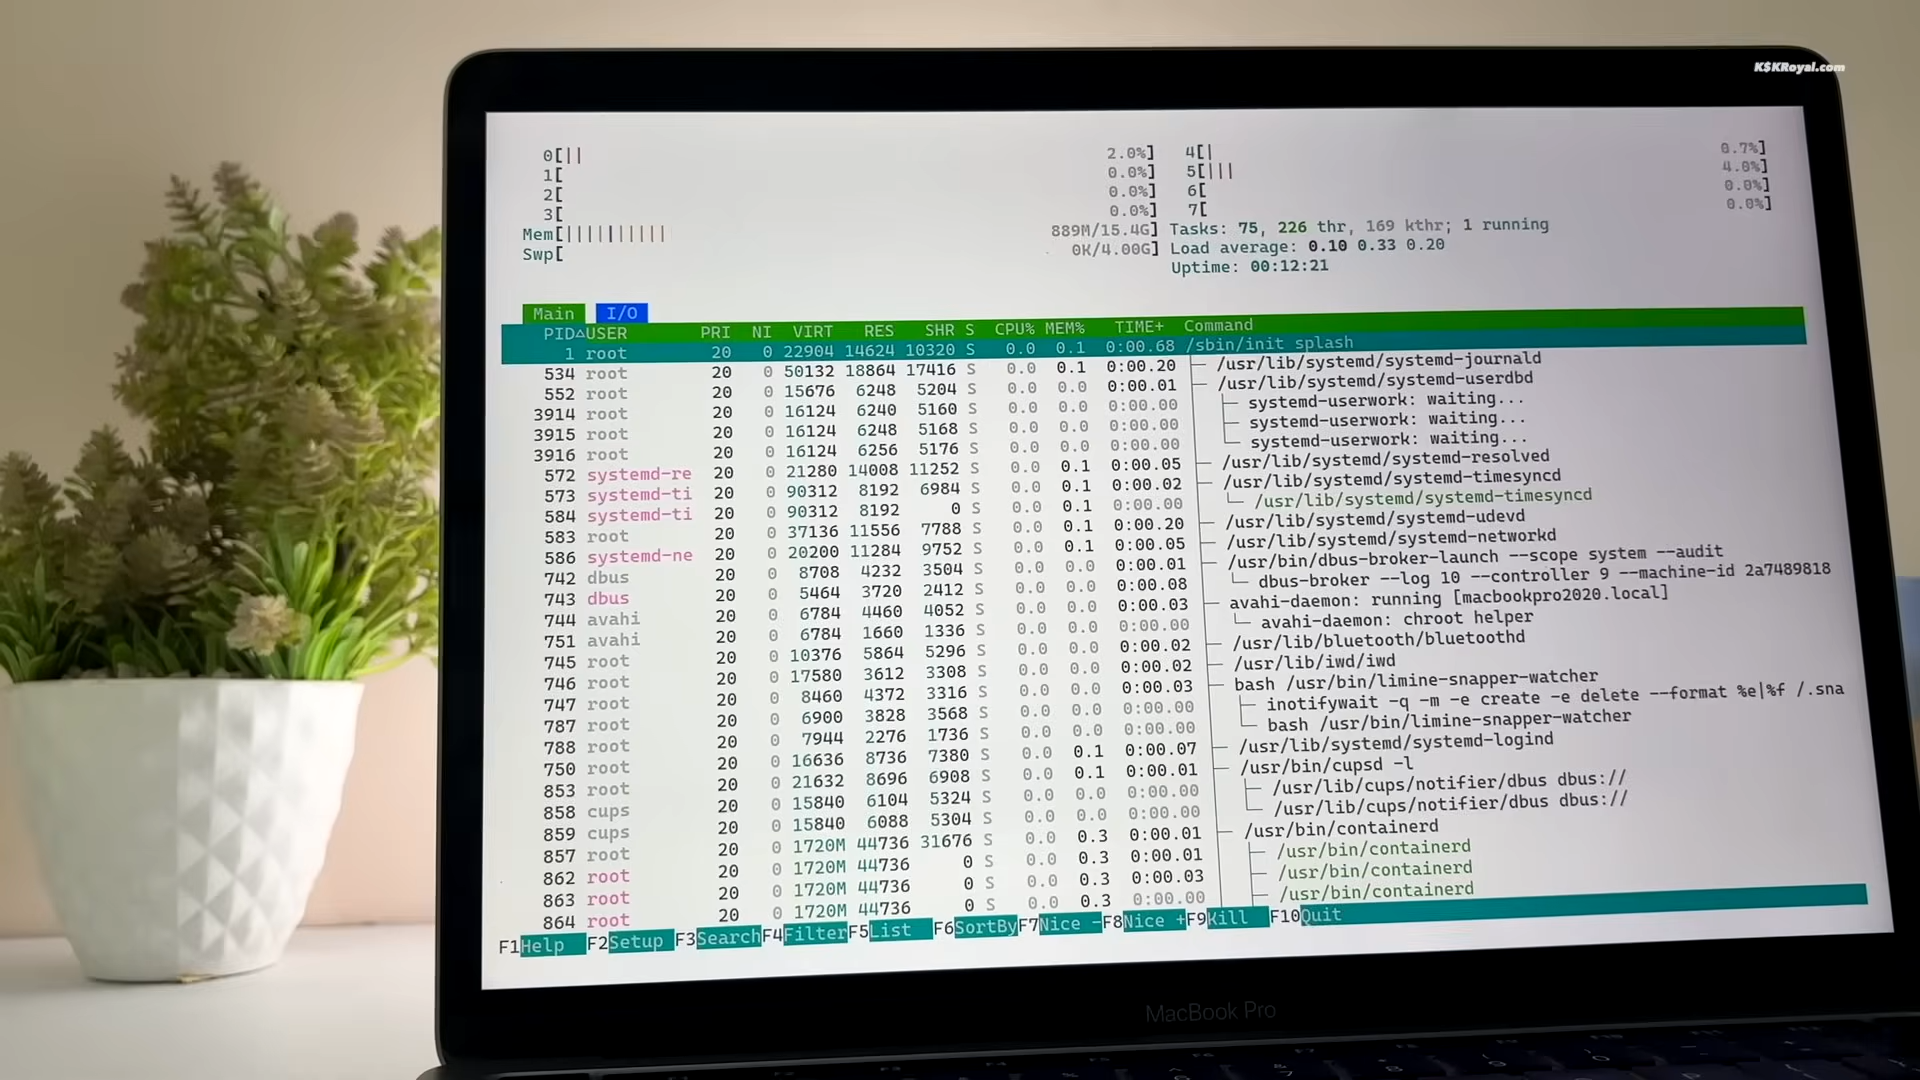 K$KRoyal.com
0[|| 2.0%] 4[| 0.7%]
1[ 0.0%] 5[||| 4.0%]
2[ 0.0%] 6[ 0.0%]
3[ 0.0%] 7[ 0.0%]
Mem[|||||||||| 889M/15.4G] Tasks: 75, 226 thr, 169 kthr; 1 running
Swp[ 0K/4.00G] Load average: 0.10 0.33 0.20
Uptime: 00:12:21
Main I/O
PID△USER PRI NI VIRT RES SHR S CPU% MEM% TIME+ Command
1 root 20 0 22904 14624 10320 S 0.0 0.1 0:00.68 /sbin/init splash
534 root 20 0 50132 18864 17416 S 0.0 0.1 0:00.20 ├─ /usr/lib/systemd/systemd-journald
552 root 20 0 15676 6248 5204 S 0.0 0.0 0:00.01 ├─ /usr/lib/systemd/systemd-userdbd
3914 root 20 0 16124 6240 5160 S 0.0 0.0 0:00.00 │ ├─ systemd-userwork: waiting...
3915 root 20 0 16124 6248 5168 S 0.0 0.0 0:00.00 │ ├─ systemd-userwork: waiting...
3916 root 20 0 16124 6256 5176 S 0.0 0.0 0:00.00 │ └─ systemd-userwork: waiting...
572 systemd-re 20 0 21280 14008 11252 S 0.0 0.1 0:00.05 ├─ /usr/lib/systemd/systemd-resolved
573 systemd-ti 20 0 90312 8192 6984 S 0.0 0.1 0:00.02 ├─ /usr/lib/systemd/systemd-timesyncd
584 systemd-ti 20 0 90312 8192 0 S 0.0 0.1 0:00.00 │ └─ /usr/lib/systemd/systemd-timesyncd
583 root 20 0 37136 11556 7788 S 0.0 0.1 0:00.20 ├─ /usr/lib/systemd/systemd-udevd
586 systemd-ne 20 0 20200 11284 9752 S 0.0 0.1 0:00.05 ├─ /usr/lib/systemd/systemd-networkd
742 dbus 20 0 8708 4232 3504 S 0.0 0.0 0:00.01 ├─ /usr/bin/dbus-broker-launch --scope system --audit
743 dbus 20 0 5464 3720 2412 S 0.0 0.0 0:00.08 │ └─ dbus-broker --log 10 --controller 9 --machine-id 2a7489818
744 avahi 20 0 6784 4460 4052 S 0.0 0.0 0:00.03 ├─ avahi-daemon: running [macbookpro2020.local]
751 avahi 20 0 6784 1660 1336 S 0.0 0.0 0:00.00 │ └─ avahi-daemon: chroot helper
745 root 20 0 10376 5864 5296 S 0.0 0.0 0:00.02 ├─ /usr/lib/bluetooth/bluetoothd
746 root 20 0 17580 3612 3308 S 0.0 0.0 0:00.02 ├─ /usr/lib/iwd/iwd
747 root 20 0 8460 4372 3316 S 0.0 0.0 0:00.03 ├─ bash /usr/bin/limine-snapper-watcher
787 root 20 0 6900 3828 3568 S 0.0 0.0 0:00.00 │ ├─ inotifywait -q -m -e create -e delete --format %e|%f /.sna
788 root 20 0 7944 2276 1736 S 0.0 0.0 0:00.00 │ └─ bash /usr/bin/limine-snapper-watcher
750 root 20 0 16636 8736 7380 S 0.0 0.1 0:00.07 ├─ /usr/lib/systemd/systemd-logind
853 root 20 0 21632 8696 6908 S 0.0 0.1 0:00.01 ├─ /usr/bin/cupsd -l
858 cups 20 0 15840 6104 5324 S 0.0 0.0 0:00.00 │ ├─ /usr/lib/cups/notifier/dbus dbus://
859 cups 20 0 15840 6088 5304 S 0.0 0.0 0:00.00 │ └─ /usr/lib/cups/notifier/dbus dbus://
857 root 20 0 1720M 44736 31676 S 0.0 0.3 0:00.01 ├─ /usr/bin/containerd
862 root 20 0 1720M 44736 0 S 0.0 0.3 0:00.01 │ ├─ /usr/bin/containerd
863 root 20 0 1720M 44736 0 S 0.0 0.3 0:00.03 │ ├─ /usr/bin/containerd
864 root 20 0 1720M 44736 0 S 0.0 0.3 0:00.00 │ ├─ /usr/bin/containerd
F1Help F2Setup F3Search F4Filter F5List F6SortBy F7Nice - F8Nice + F9Kill F10Quit
MacBook Pro